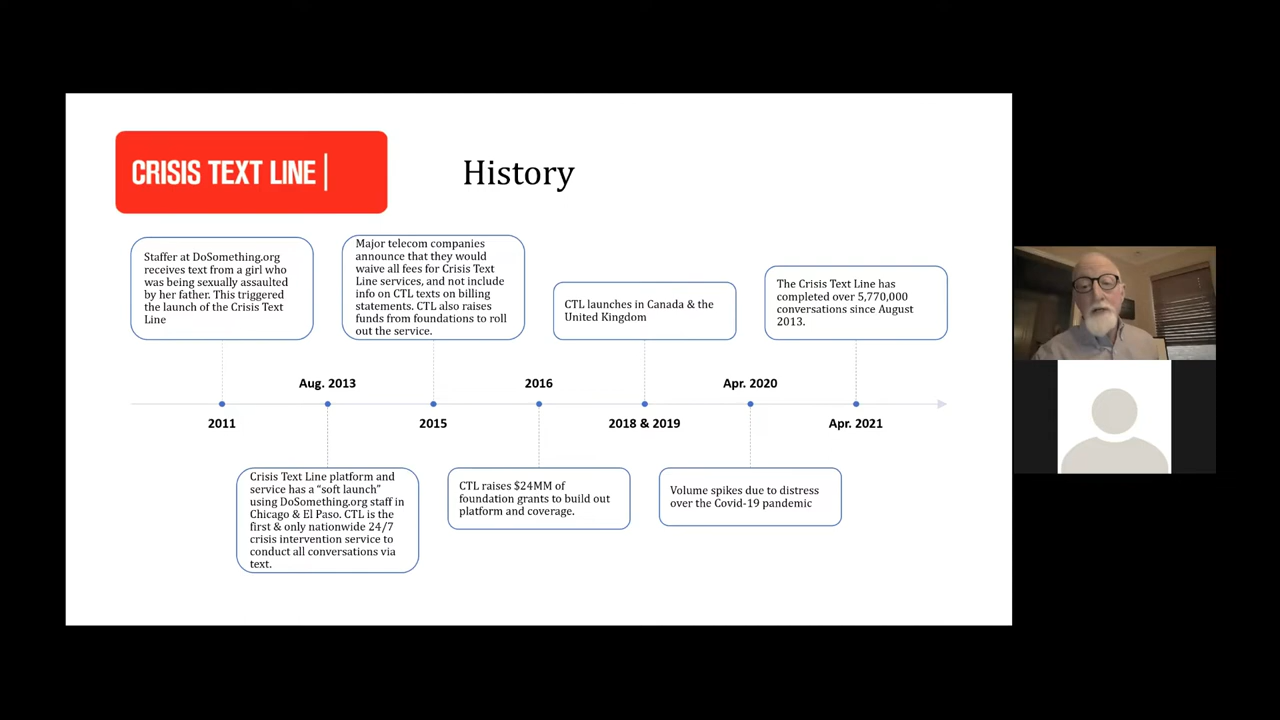 CRISIS TEXT LINE
History
Staffer at DoSomething.org
receives text from a girl who
was being sexually assaulted
by her father. This triggered
the launch of the Crisis Text
Line
Major telecom companies
announce that they would
waive all fees for Crisis Text
Line services, and not include
info on CTL texts on billing
statements. CTL also raises
funds from foundations to roll
out the service.
CTL launches in Canada & the
United Kingdom
The Crisis Text Line has
completed over 5,770,000
conversations since August
2013.
Aug. 2013
2016
Apr. 2020
2011
2015
2018 & 2019
Apr. 2021
Crisis Text Line platform and
service has a “soft launch”
using DoSomething.org staff in
Chicago & El Paso. CTL is the
first & only nationwide 24/7
crisis intervention service to
conduct all conversations via
text.
CTL raises $24MM of
foundation grants to build out
platform and coverage.
Volume spikes due to distress
over the Covid-19 pandemic